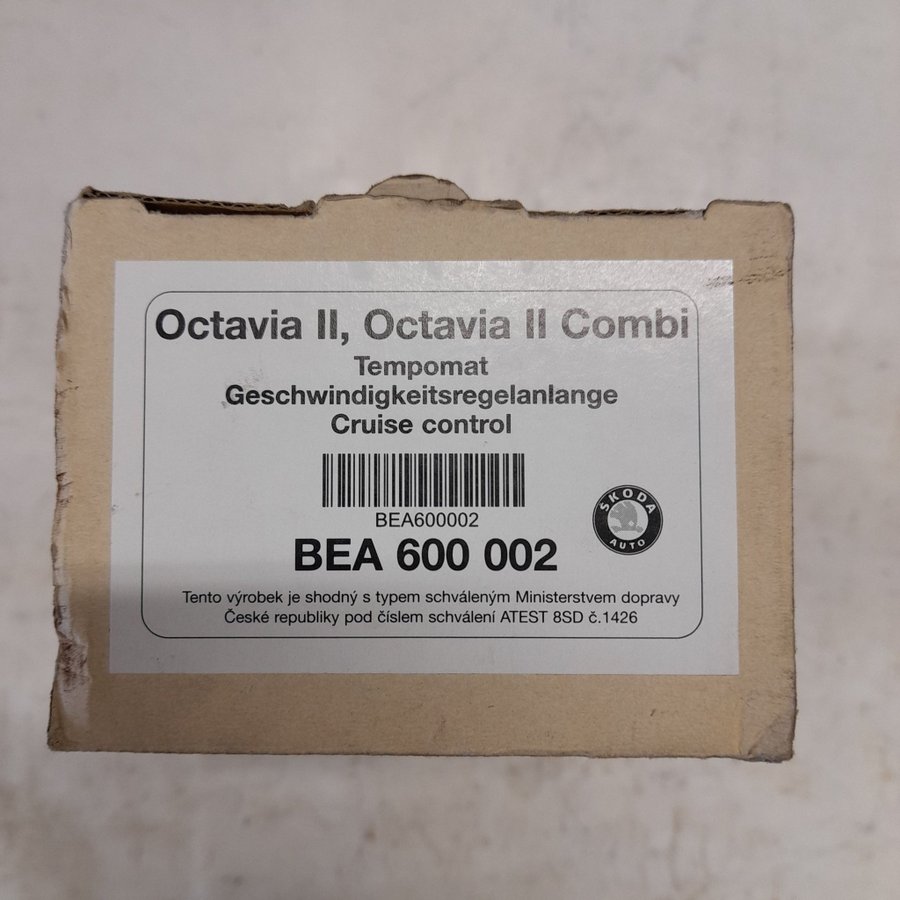 Octavia II, Octavia II Combi
Tempomat
Geschwindigkeitsregelanlange
Cruise control
BEA600002
BEA 600 002
ŠKODA
AUTO
Tento výrobek je shodný s typem schváleným Ministerstvem dopravy
České republiky pod číslem schválení ATEST 8SD č.1426